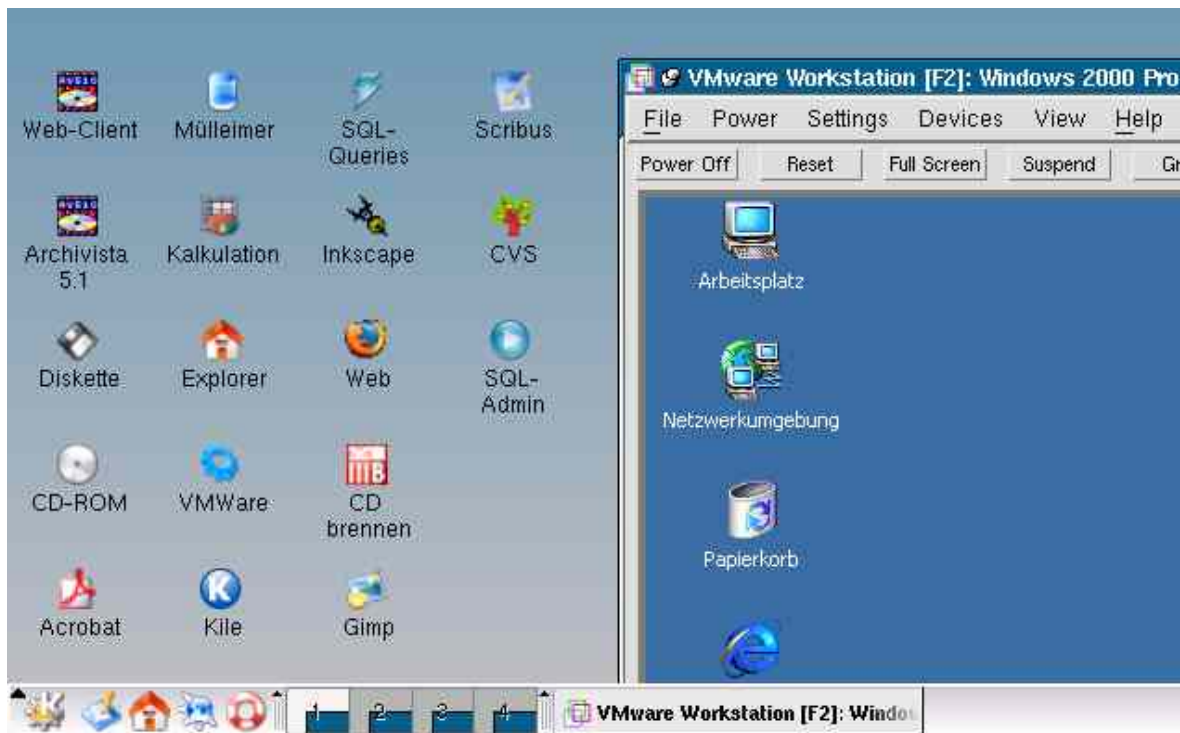 Web-Client
Mülleimer
SQL-
Queries
Scribus
Archivista
5.1
Kalkulation
Inkscape
CVS
Diskette
Explorer
Web
SQL-
Admin
CD-ROM
VMWare
CD
brennen
Acrobat
Kile
Gimp
VMware Workstation [F2]: Windows 2000 Pro
File Power Settings Devices View Help
Power Off Reset Full Screen Suspend Gr
Arbeitsplatz
Netzwerkumgebung
Papierkorb
1 2 3 4
VMware Workstation [F2]: Windo